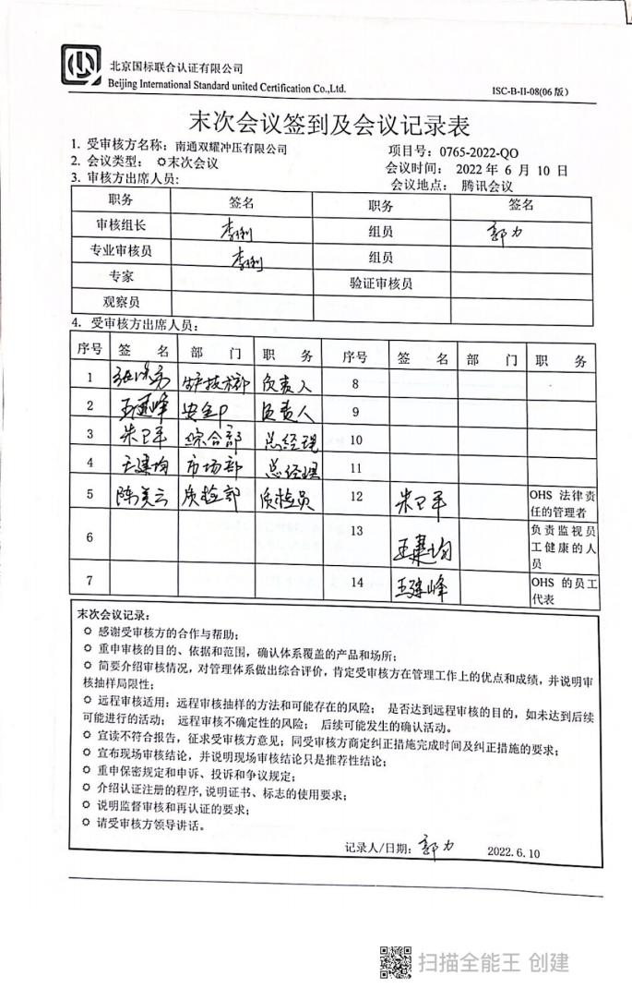 北京国标联合认证有限公司
Beijing International Standard united Certification Co.,Ltd.
ISC-B-II-08(06 版)
末次会议签到及会议记录表
1. 受审核方名称：南通双耀冲压有限公司 项目号：0765-2022-QO
2. 会议类型：✪末次会议 会议时间： 2022 年 6 月 10 日
3. 审核方出席人员： 会议地点： 腾讯会议
职务 签名 职务 签名
审核组长 李俐 组员 郭力
专业审核员 李俐 组员
专家 验证审核员
观察员
4. 受审核方出席人员：
序号 签 名 部 门 职 务 序号 签 名 部 门 职 务
1 生产技术部 负责人 8
2 王建峰 安全 负责人 9
3 朱卫平 综合部 总经理 10
4 王建均 市场部 总经理 11
5 陈美云 质检部 质检员 12 朱卫平 OHS 法律责任的管理者
6 13 王建均 负责监视员工健康的人员
7 14 王建峰 OHS 的员工代表
末次会议记录：
✪ 感谢受审核方的合作与帮助；
✪ 重申审核的目的、依据和范围，确认体系覆盖的产品和场所；
✪ 简要介绍审核情况，对管理体系做出综合评价，肯定受审核方在管理工作上的优点和成绩，并说明审
核抽样局限性；
✪ 远程审核适用：远程审核抽样的方法和可能存在的风险； 是否达到远程审核的目的，如未达到后续
可能进行的活动； 远程审核不确定性的风险； 后续可能发生的确认活动。
✪ 宣读不符合报告，征求受审核方意见；同受审核方商定纠正措施完成时间及纠正措施的要求；
✪ 宣布现场审核结论，并说明现场审核结论只是推荐性结论；
✪ 重申保密规定和申诉、投诉和争议规定；
✪ 介绍认证注册的程序,说明证书、标志的使用要求；
✪ 说明监督审核和再认证的要求；
✪ 请受审核方领导讲话。
记录人/日期：郭力 2022.6.10
扫描全能王 创建